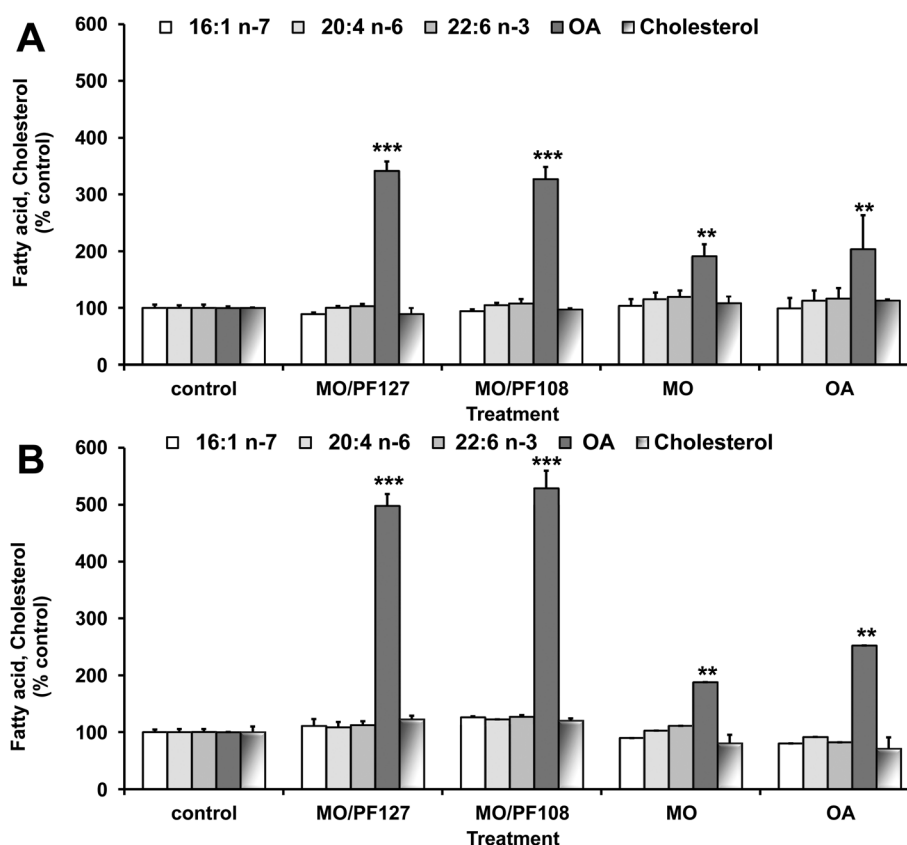 A
16:1 n-7 20:4 n-6 22:6 n-3 OA Cholesterol
Fatty acid, Cholesterol
(% control)
600
500
400
300
200
100
0
*** *** ** **
control MO/PF127 MO/PF108 MO OA
Treatment
B
16:1 n-7 20:4 n-6 22:6 n-3 OA Cholesterol
Fatty acid, Cholesterol
(% control)
600
500
400
300
200
100
0
*** *** ** **
control MO/PF127 MO/PF108 MO OA
Treatment